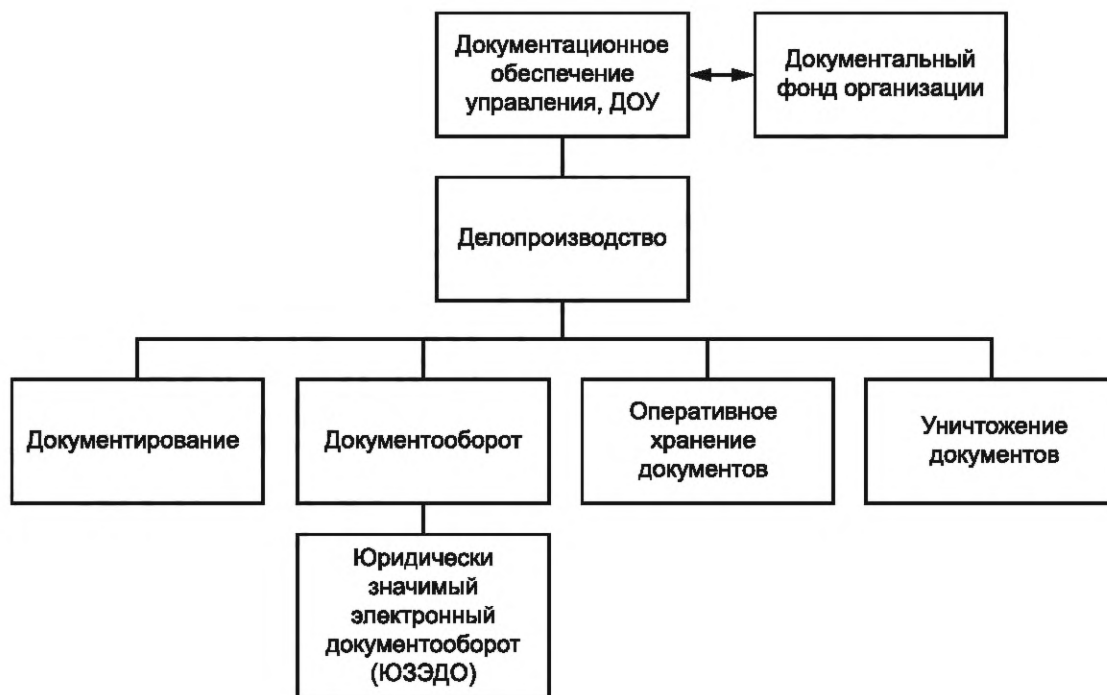 Документационное
обеспечение
управления, ДОУ
Документальный
фонд организации
Делопроизводство
Документирование
Документооборот
Оперативное
хранение
документов
Уничтожение
документов
Юридически
значимый
электронный
документооборот
(ЮЗЭДО)